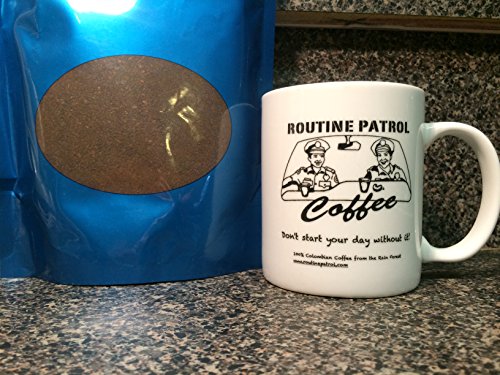 ROUTINE PATROL
Coffee
Don't start your day without it!
100% Colombian Coffee from the Rain Forest
www.routinepatrol.com